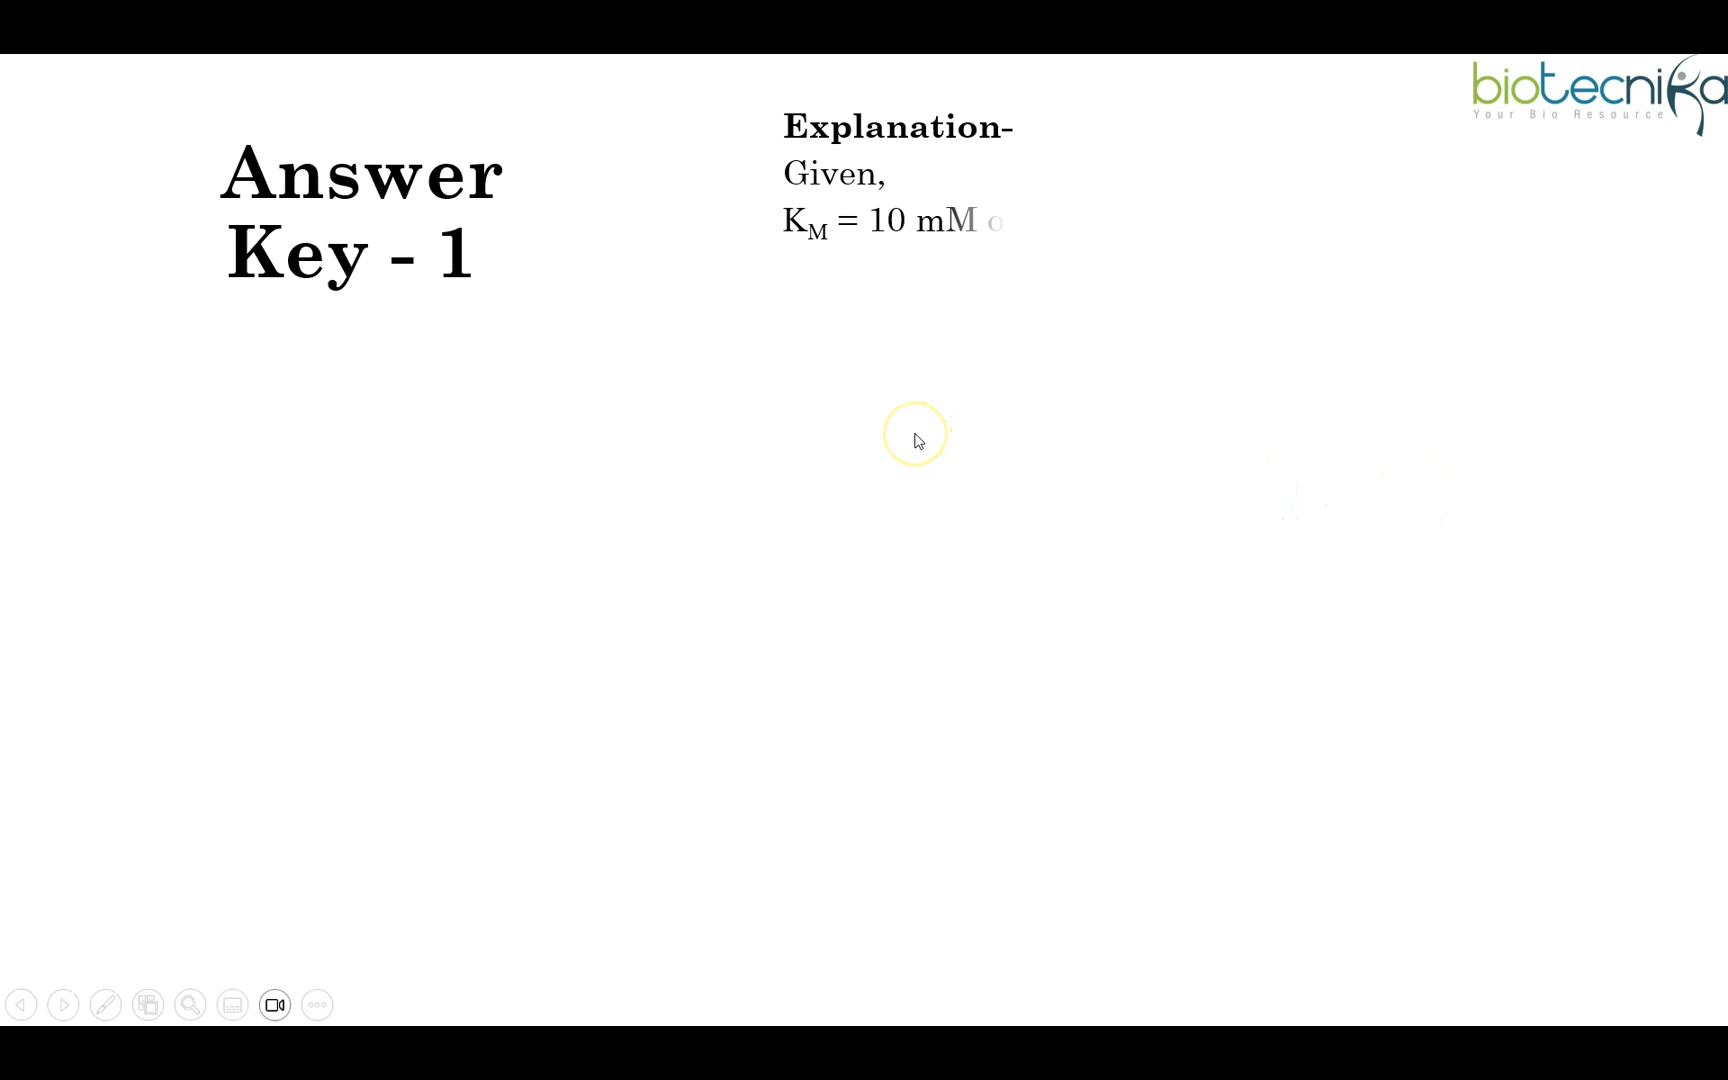 biotecnika
Your Bio Resource
Answer
Key - 1
Explanation-
Given,
KM = 10 mM